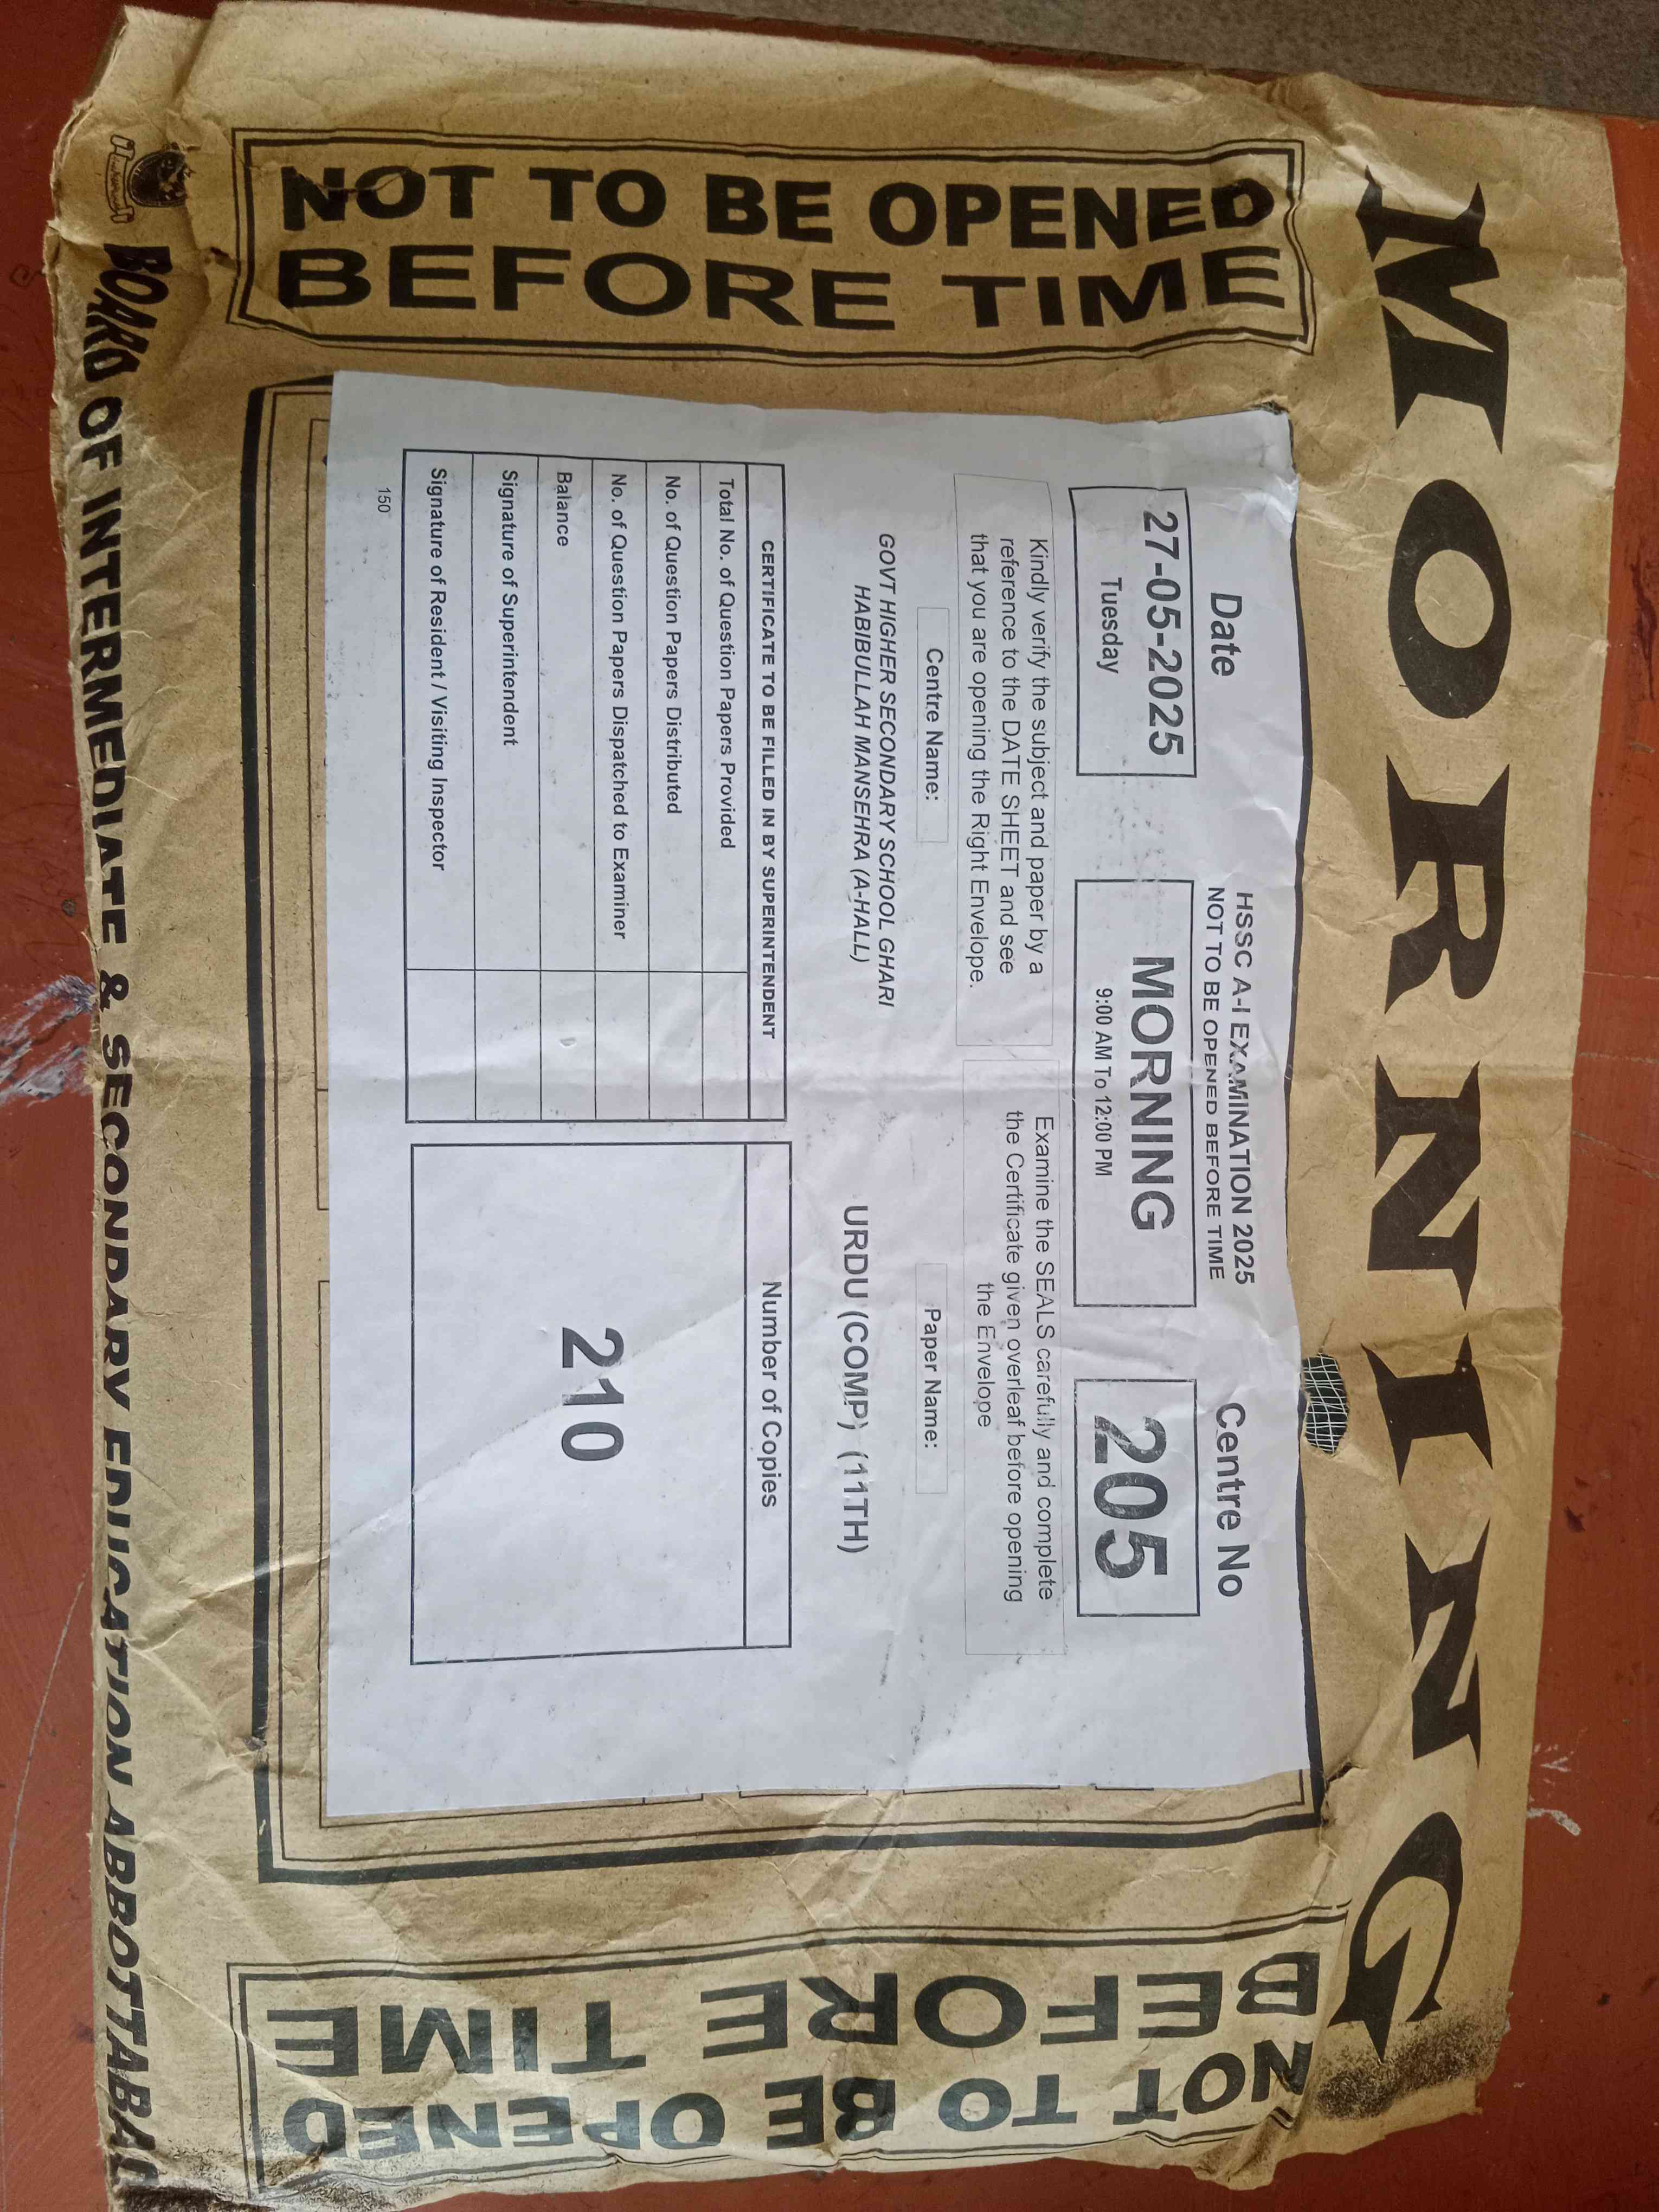 MORNING
NOT TO BE OPENED
BEFORE TIME
Date
HSSC A-I EXAMINATION 2025
NOT TO BE OPENED BEFORE TIME
Centre No
27-05-2025
Tuesday
MORNING
9:00 AM To 12:00 PM
205
Kindly verify the subject and paper by a
reference to the DATE SHEET and see
that you are opening the Right Envelope.
Examine the SEALS carefully and complete
the Certificate given overleaf before opening
the Envelope
Centre Name:
Paper Name:
GOVT HIGHER SECONDARY SCHOOL GHARI
HABIBULLAH MANSEHRA (A-HALL)
URDU (COMP) (11TH)
CERTIFICATE TO BE FILLED IN BY SUPERINTENDENT
Total No. of Question Papers Provided
No. of Question Papers Distributed
No. of Question Papers Dispatched to Examiner
Balance
Signature of Superintendent
Signature of Resident / Visiting Inspector
Number of Copies
210
150
NOT TO BE OPENED
BEFORE TIME
BOARD OF INTERMEDIATE & SECONDARY EDUCATION ABBOTTABAD